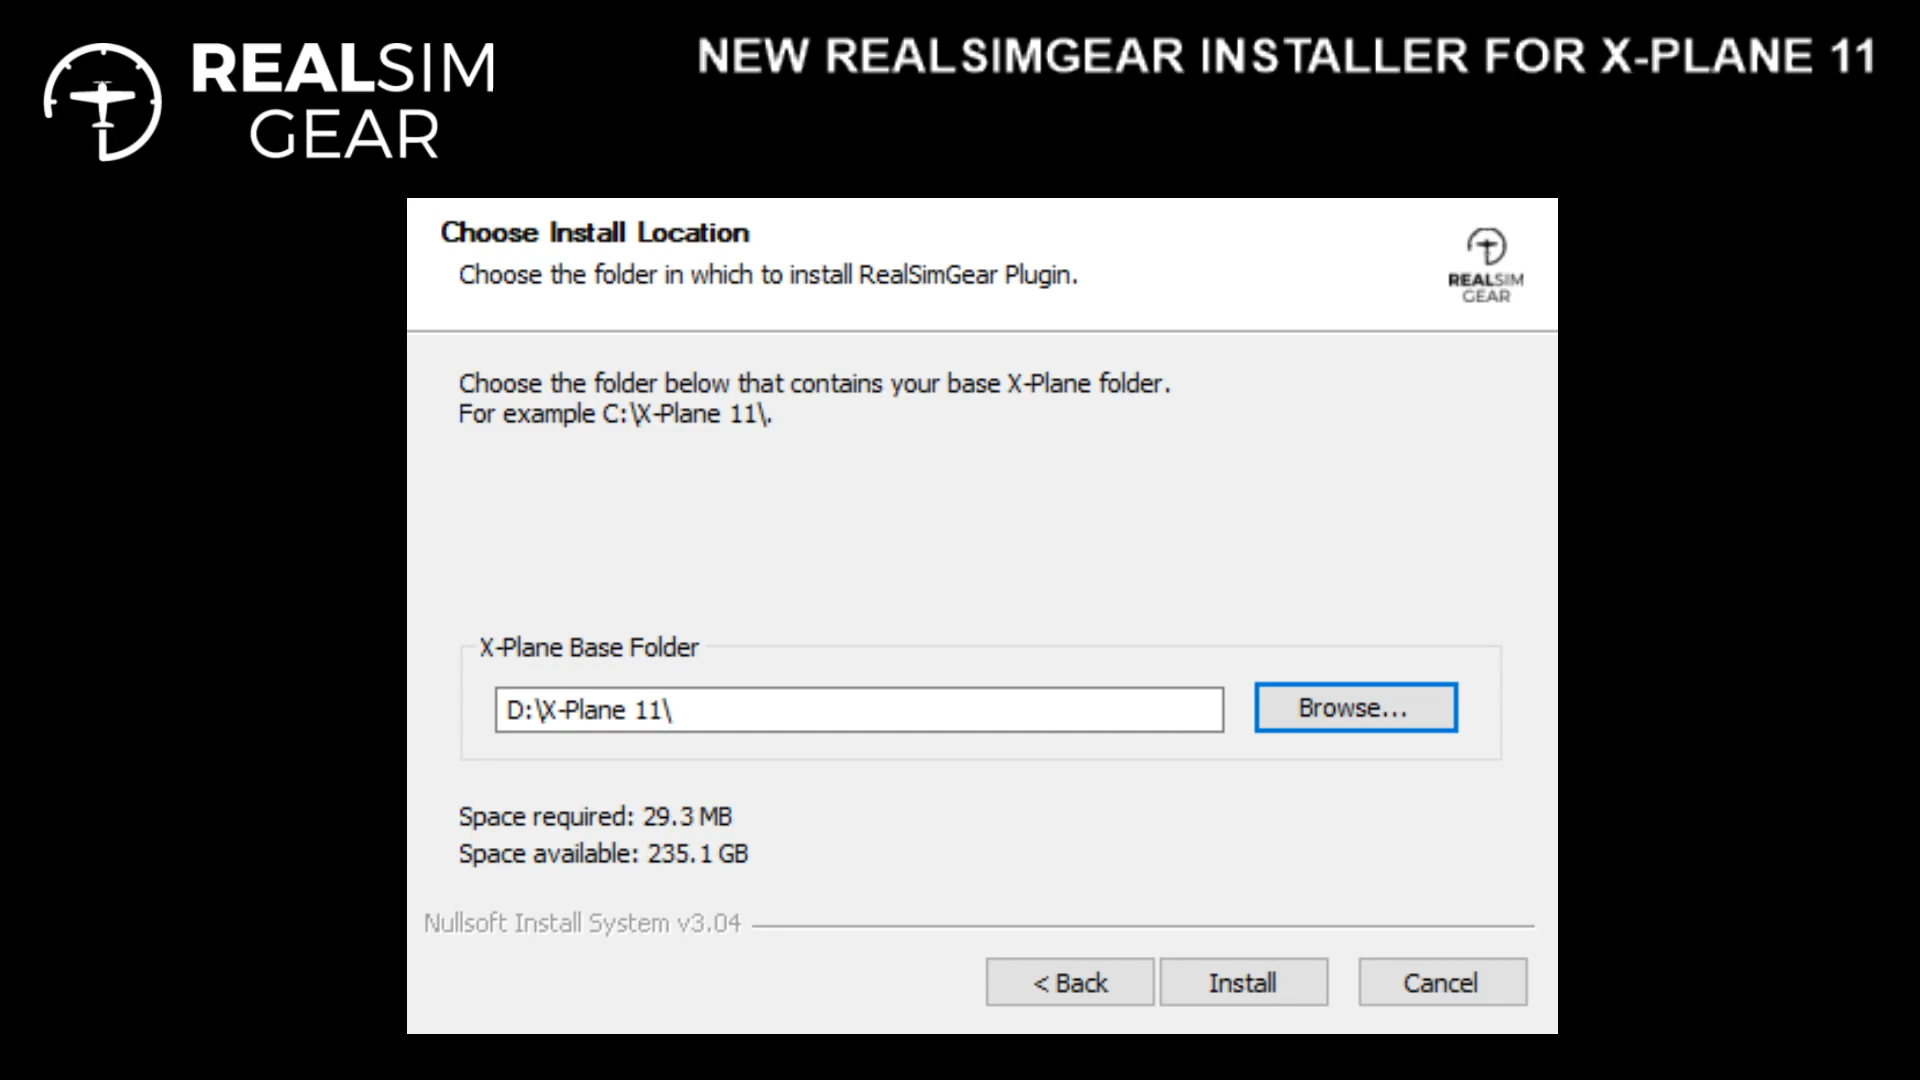 REALSIM
GEAR
NEW REALSIMGEAR INSTALLER FOR X-PLANE 11
Choose Install Location
Choose the folder in which to install RealSimGear Plugin.
REALSIM
GEAR
Choose the folder below that contains your base X-Plane folder.
For example C:\X-Plane 11\.
X-Plane Base Folder
D:\X-Plane 11\
Browse...
Space required: 29.3 MB
Space available: 235.1 GB
Nullsoft Install System v3.04
< Back
Install
Cancel